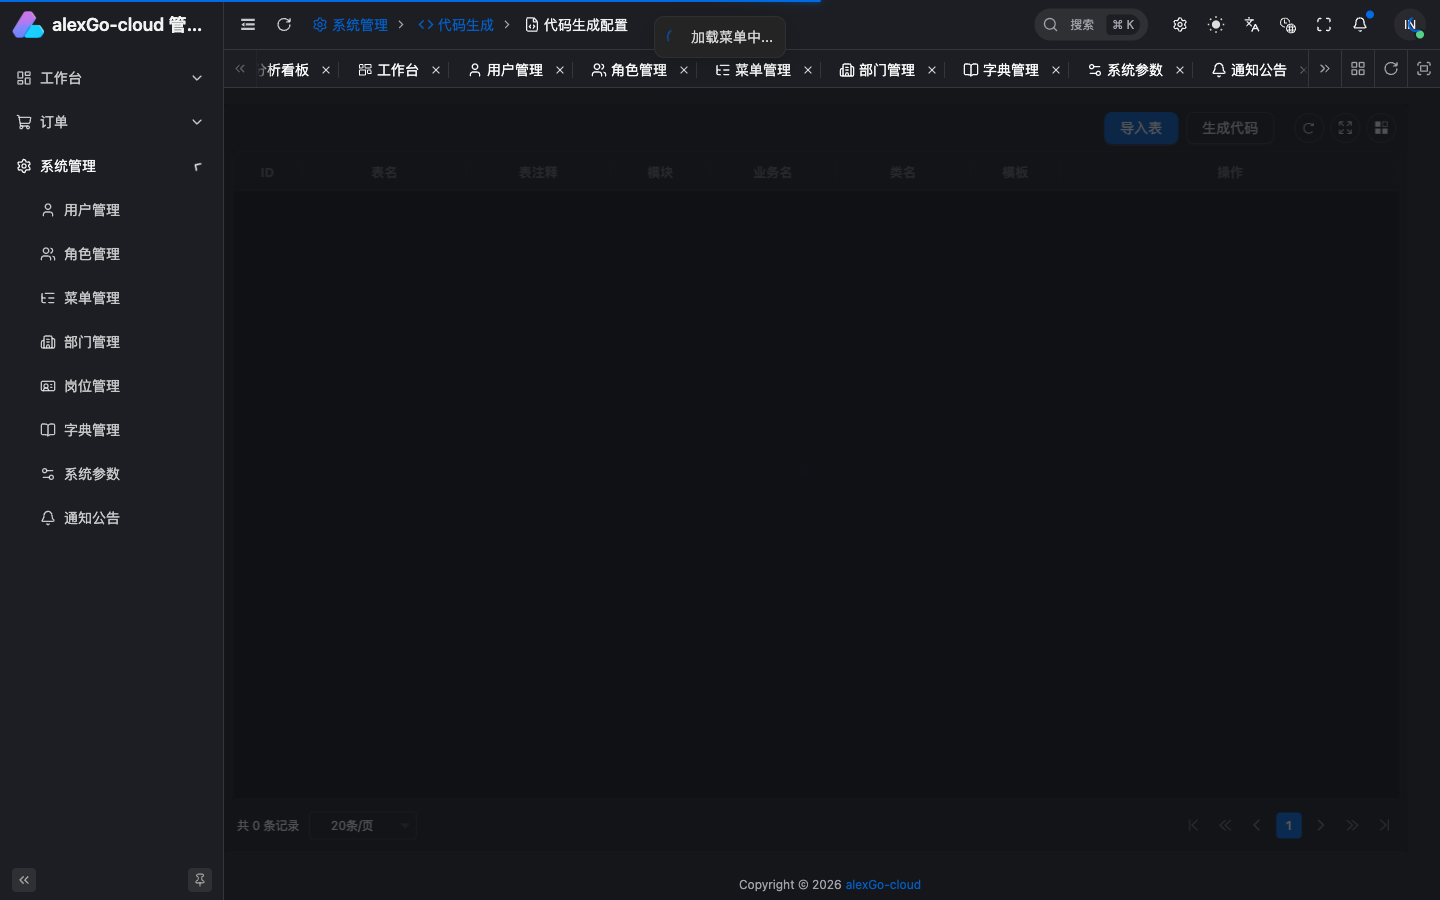 alexGo-cloud 管...
系统管理
代码生成
代码生成配置
加载菜单中...
搜索
⌘ K
分析看板
工作台
用户管理
角色管理
菜单管理
部门管理
字典管理
系统参数
通知公告
工作台
订单
系统管理
用户管理
角色管理
菜单管理
部门管理
岗位管理
字典管理
系统参数
通知公告
导入表
生成代码
ID 表名 表注释 模块 业务名 类名 模板 操作
共 0 条记录
20条/页
1
Copyright © 2026 alexGo-cloud